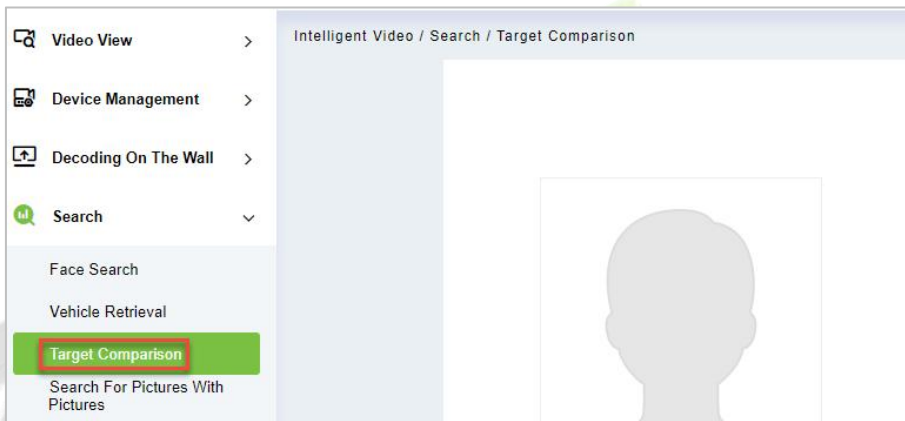 Video View
Intelligent Video / Search / Target Comparison
Device Management
Decoding On The Wall
Search
Face Search
Vehicle Retrieval
Target Comparison
Search For Pictures With
Pictures